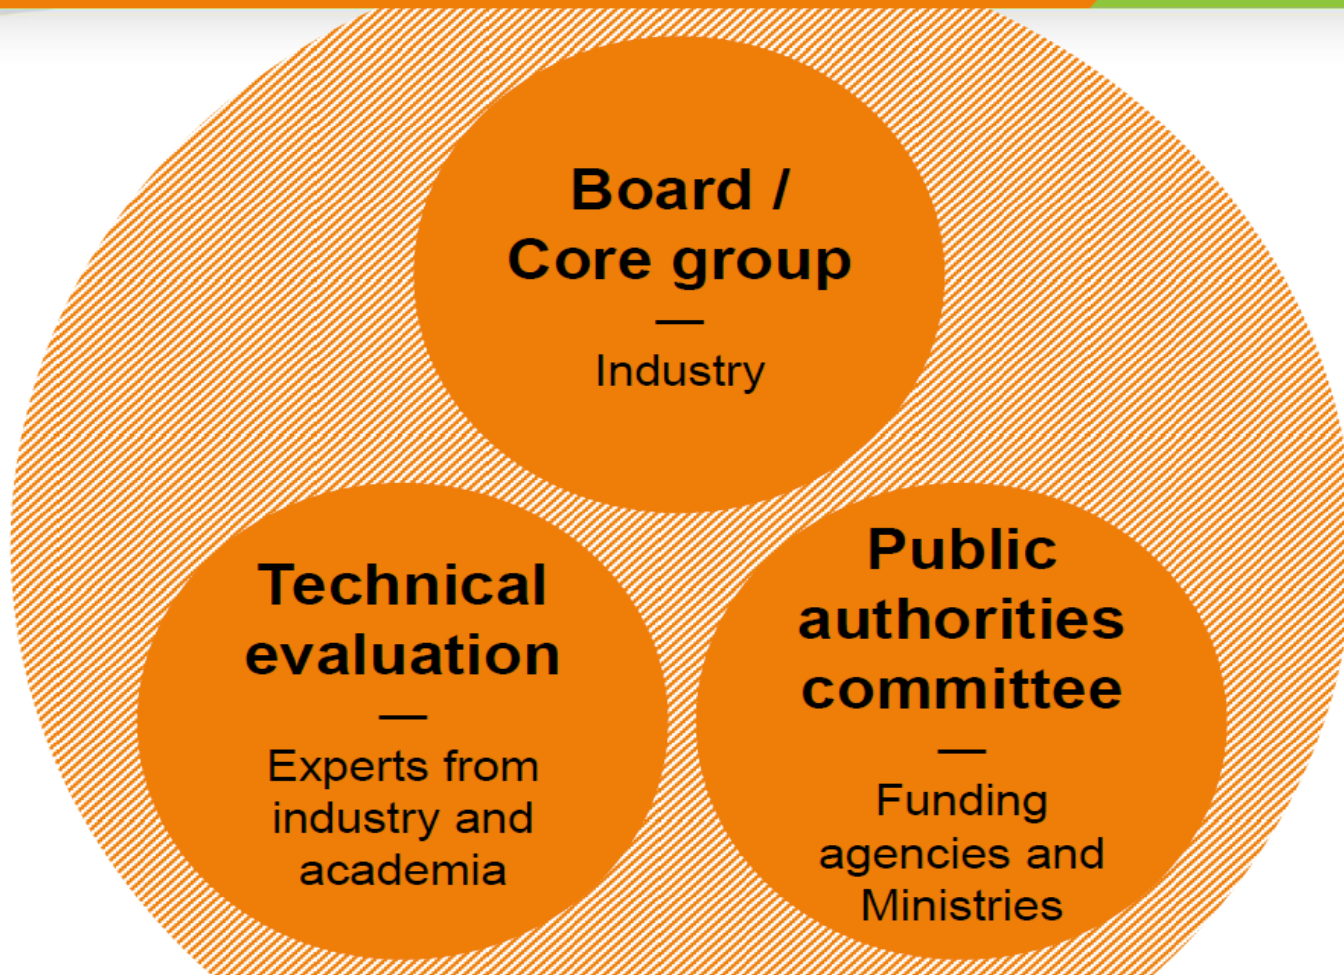 Board /
Core group
—
Industry
Technical
evaluation
—
Experts from
industry and
academia
Public
authorities
committee
—
Funding
agencies and
Ministries